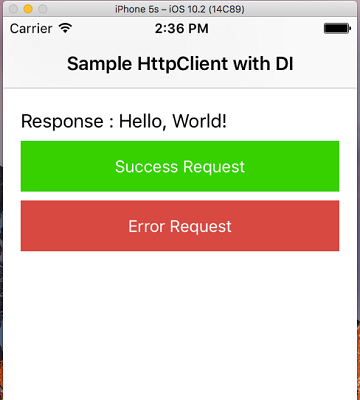 iPhone 5s – iOS 10.2 (14C89)
Carrier 2:36 PM
Sample HttpClient with DI
Response : Hello, World!
Success Request
Error Request